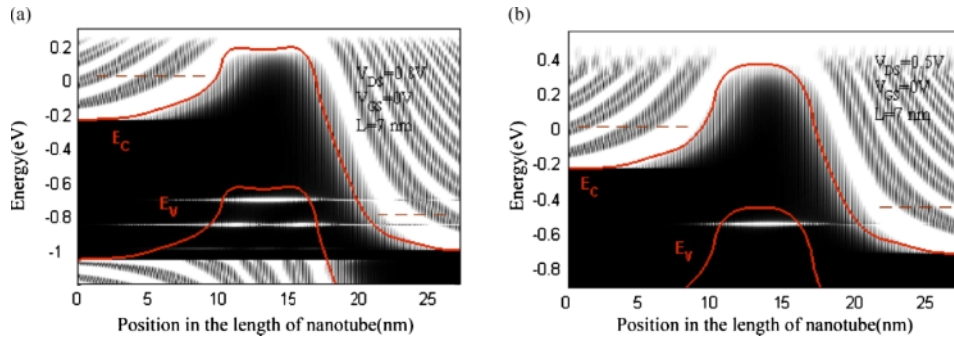 (a)
(b)
Energy(eV)
0.2
0
-0.2
-0.4
-0.6
-0.8
-1
E_C
E_V
V_GS=0V
L=7 nm
0
5
10
15
20
25
Position in the length of nanotube(nm)
Energy(eV)
0.4
0.2
0
-0.2
-0.4
-0.6
-0.8
E_C
E_V
V_DS=0.5V
V_GS=0V
L=7 nm
0
5
10
15
20
25
Position in the length of nanotube(nm)